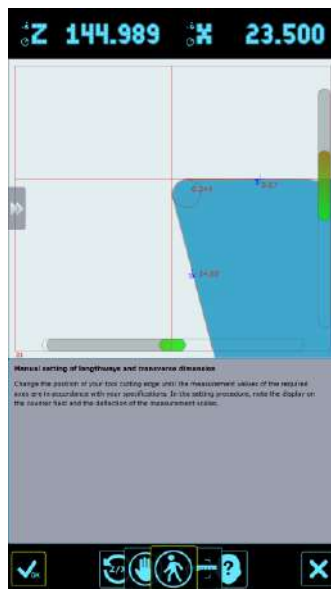 Z 144.989 X 23.500
Manual setting of lengthways and transverse dimension
Change the position of your tool cutting edge until the measurement values of the required
axes are in accordance with your specifications. In the setting procedure, note the display on
the counter field and the deflection of the measurement scales.
OK ?